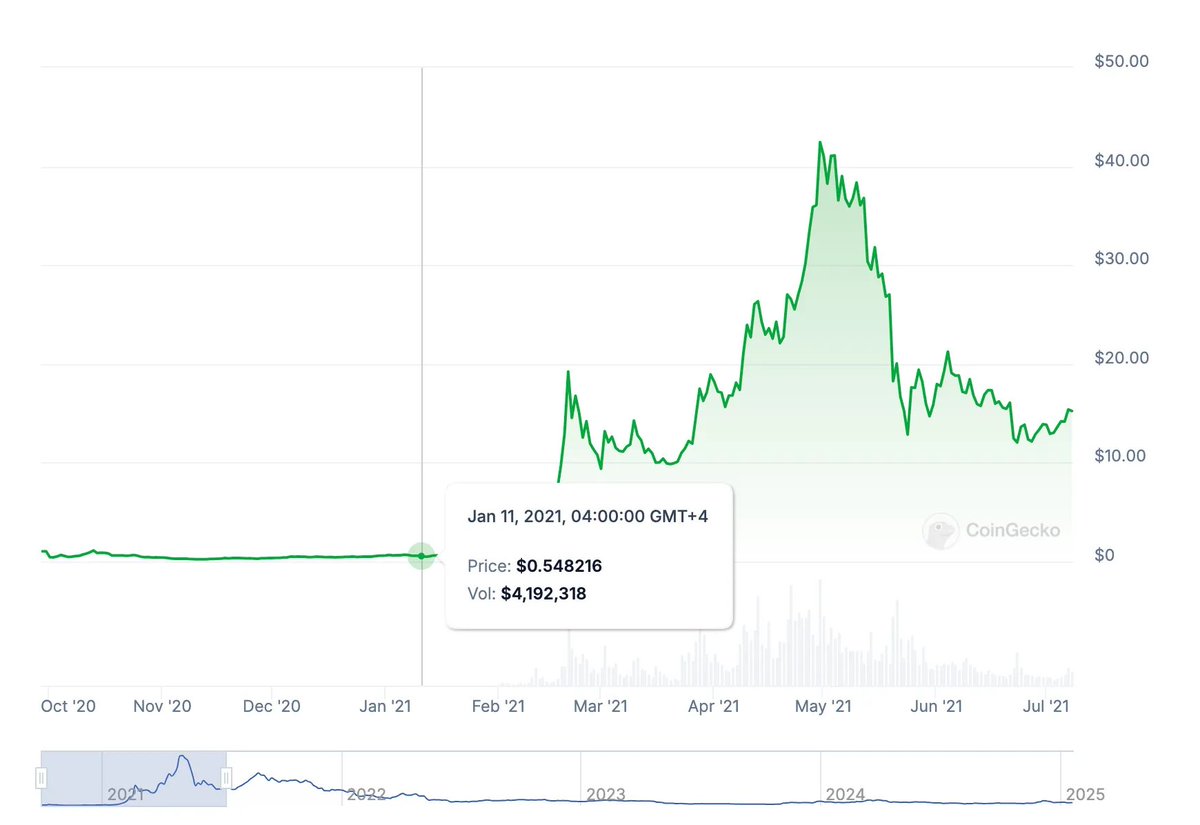 $50.00
$40.00
$30.00
$20.00
$10.00
Jan 11, 2021, 04:00:00 GMT+4
CoinGecko
$0
Price: $0.548216
Vol: $4,192,318
Oct '20 Nov '20 Dec '20 Jan '21 Feb '21 Mar '21 Apr '21 May '21 Jun '21 Jul '21
2021 2022 2023 2024 2025